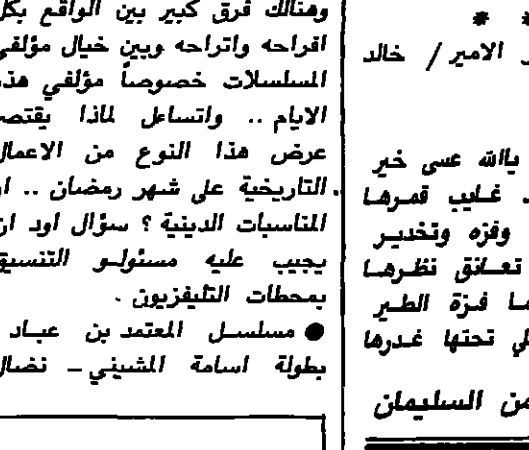 الامير / خالد
ياالله عسى خير
غايب قمرها
وفزه وتخدير
تعانق نظرها
فزة الطير
تحتها غدرها
السليمان
وهنالك فرق كبير بين الواقع بكل
افراحه واتراحه وبين خيال مؤلفي
المسلسلات خصوصاً مؤلفي هذه
الايام .. واتساءل لماذا يقتصر
عرض هذا النوع من الاعمال
التاريخية على شهر رمضان ..
المناسبات الدينية ؟ سؤال اود ان
يجيب عليه مسئولو التنسيق
بمحطات التليفزيون .
● مسلسل المعتمد بن عباد
بطولة اسامة المشيني – نضال